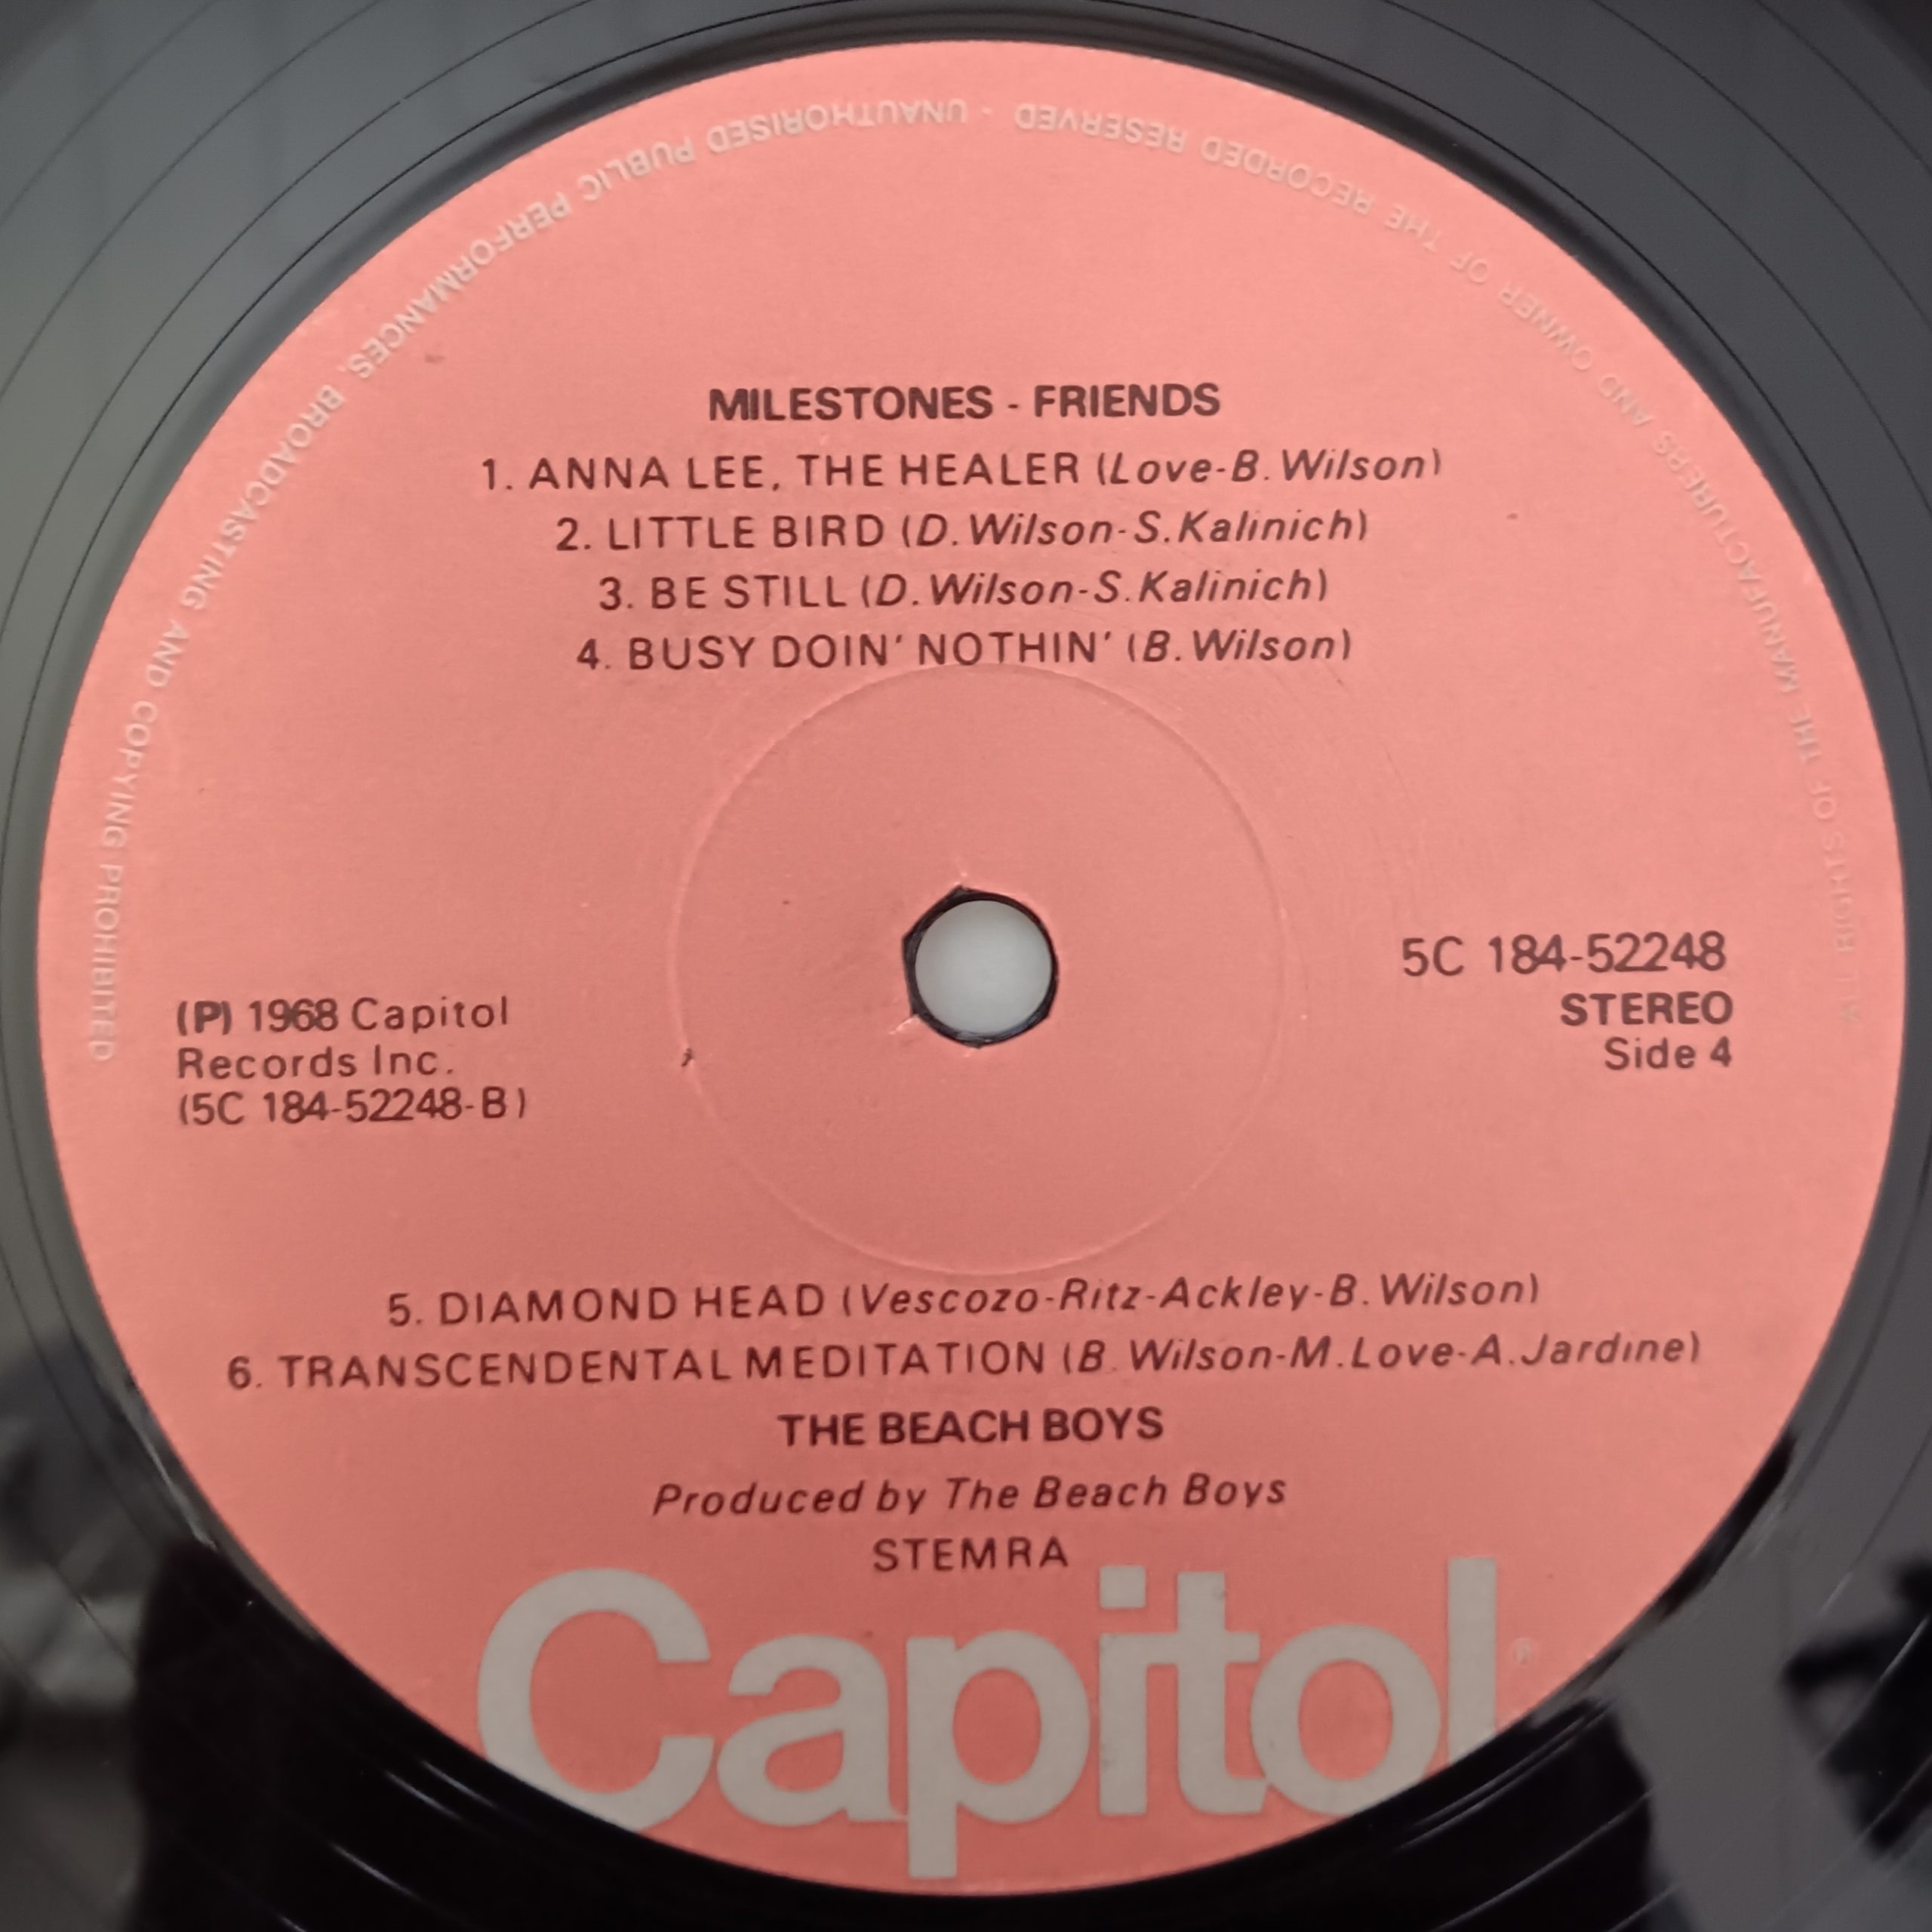 MILESTONES - FRIENDS
1. ANNA LEE, THE HEALER (Love-B. Wilson)
2. LITTLE BIRD (D. Wilson-S. Kalinich)
3. BE STILL (D. Wilson-S. Kalinich)
4. BUSY DOIN' NOTHIN' (B. Wilson)
(P) 1968 Capitol
Records Inc.
(5C 184-52248-B)
5C 184-52248
STEREO
Side 4
5. DIAMOND HEAD (Vescozo-Ritz-Ackley-B. Wilson)
6. TRANSCENDENTAL MEDITATION (B. Wilson-M. Love-A. Jardine)
THE BEACH BOYS
Produced by The Beach Boys
STEMRA
Capitol®
RIGHTS OF THE MANUFACTURERS AND OWNER OF THE RECORDED RESERVED - UNAUTHORISED PUBLIC PERFORMANCES, BROADCASTING AND COPYING PROHIBITED